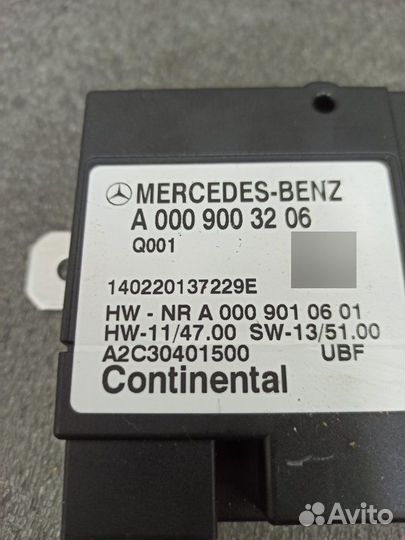 MERCEDES-BENZ
A 000 900 32 06
Q001
140220137229E
HW - NR A 000 901 06 01
HW-11/47.00 SW-13/51.00
A2C30401500 UBF
Continental
Avito